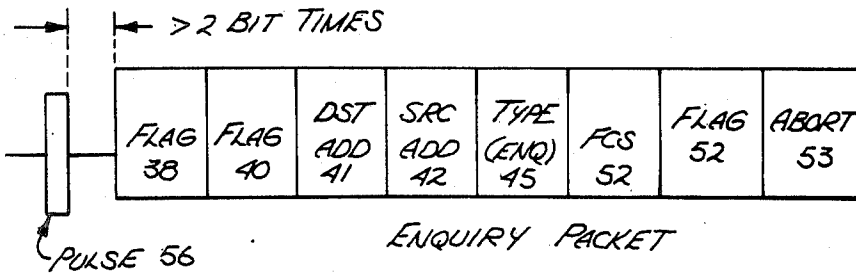 > 2 BIT TIMES
FLAG 38
FLAG 40
DST ADD 41
SRC ADD 42
TYPE (ENQ) 45
FCS 52
FLAG 52
ABORT 53
PULSE 56
ENQUIRY PACKET